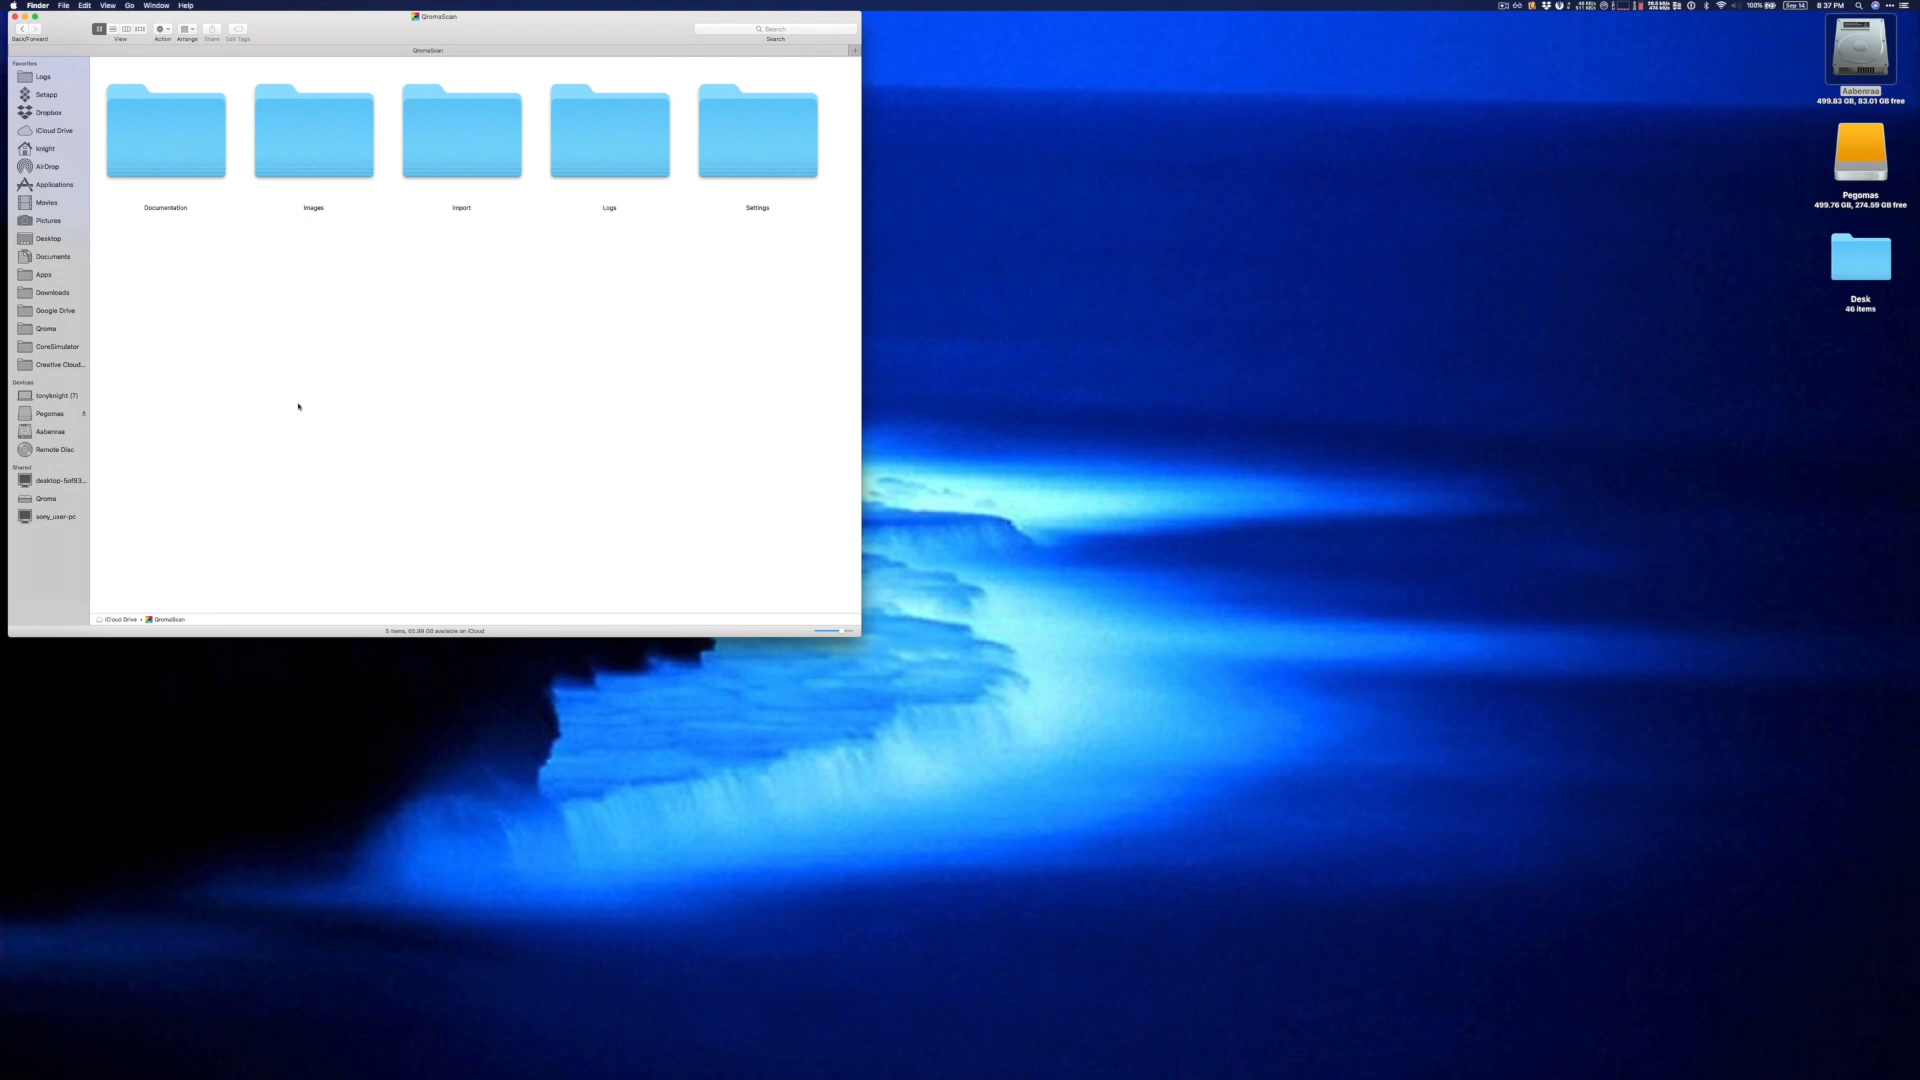 Finder File Edit View Go Window Help
100% Sep 14 8:37 PM
QromaScan
Search
Back/Forward View Action Arrange Share Edit Tags Search
QromaScan
Favorites
Logs
Setapp
Dropbox
iCloud Drive
knight
AirDrop
Applications
Movies
Pictures
Desktop
Documents
Apps
Downloads
Google Drive
Qroma
CoreSimulator
Creative Cloud...
Devices
tonyknight (7)
Pegomas
Aabenraa
Remote Disc
Shared
desktop-5of83...
Qroma
sony_user-pc
Documentation Images Import Logs Settings
iCloud Drive › QromaScan
5 items, 65.99 GB available on iCloud
Aabenraa
499.83 GB, 83.01 GB free
Pegomas
499.76 GB, 274.59 GB free
Desk
46 items